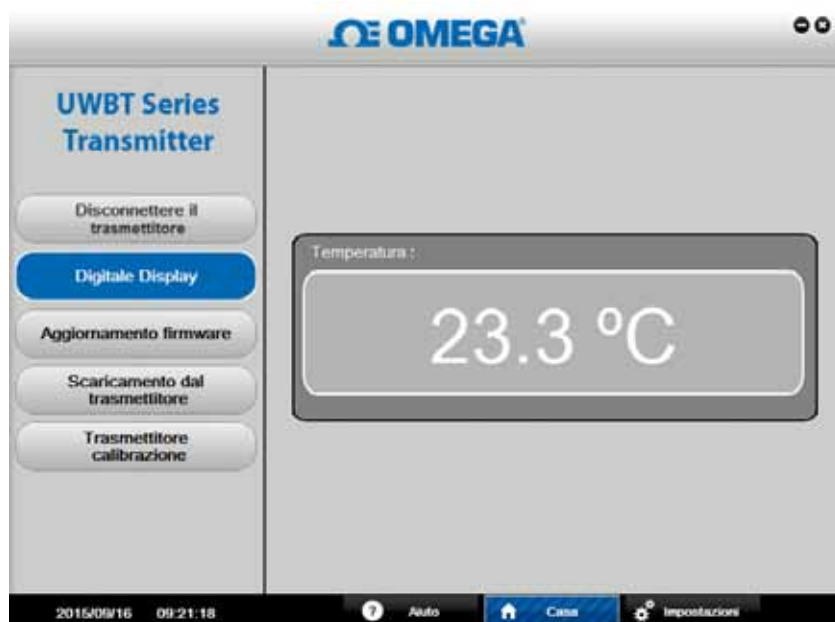 OMEGA
UWBT Series
Transmitter
Disconnettere il
trasmettitore
Digitale Display
Aggiornamento firmware
Scaricamento dal
trasmettitore
Trasmettitore
calibrazione
Temperatura :
23.3 ºC
2015/09/16 09:21:18
? Aiuto
Casa
Impostazioni